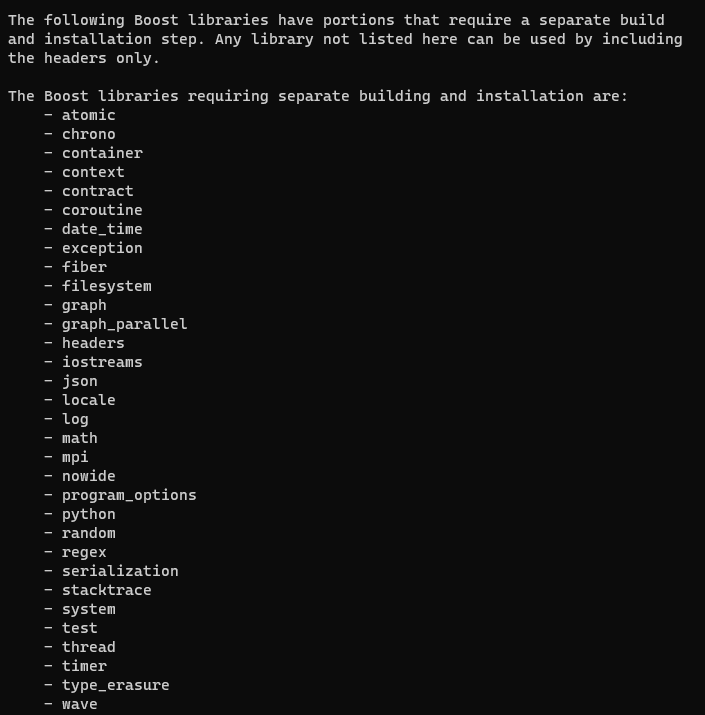 The following Boost libraries have portions that require a separate build
and installation step. Any library not listed here can be used by including
the headers only.
The Boost libraries requiring separate building and installation are:
- atomic
- chrono
- container
- context
- contract
- coroutine
- date_time
- exception
- fiber
- filesystem
- graph
- graph_parallel
- headers
- iostreams
- json
- locale
- log
- math
- mpi
- nowide
- program_options
- python
- random
- regex
- serialization
- stacktrace
- system
- test
- thread
- timer
- type_erasure
- wave